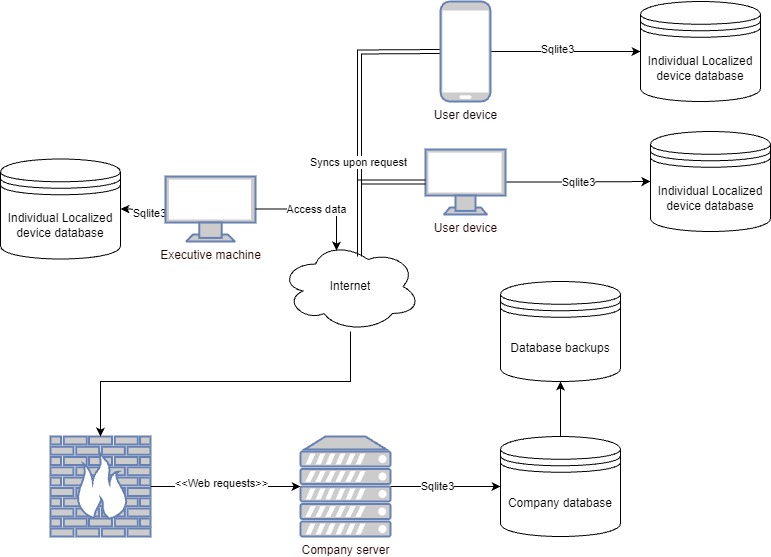 Sqlite3
Individual Localized
device database
User device
Syncs upon request
Sqlite3
Individual Localized
device database
User device
Individual Localized
device database
Sqlite3
Executive machine
Access data
Internet
Database backups
<<Web requests>>
Company server
Sqlite3
Company database